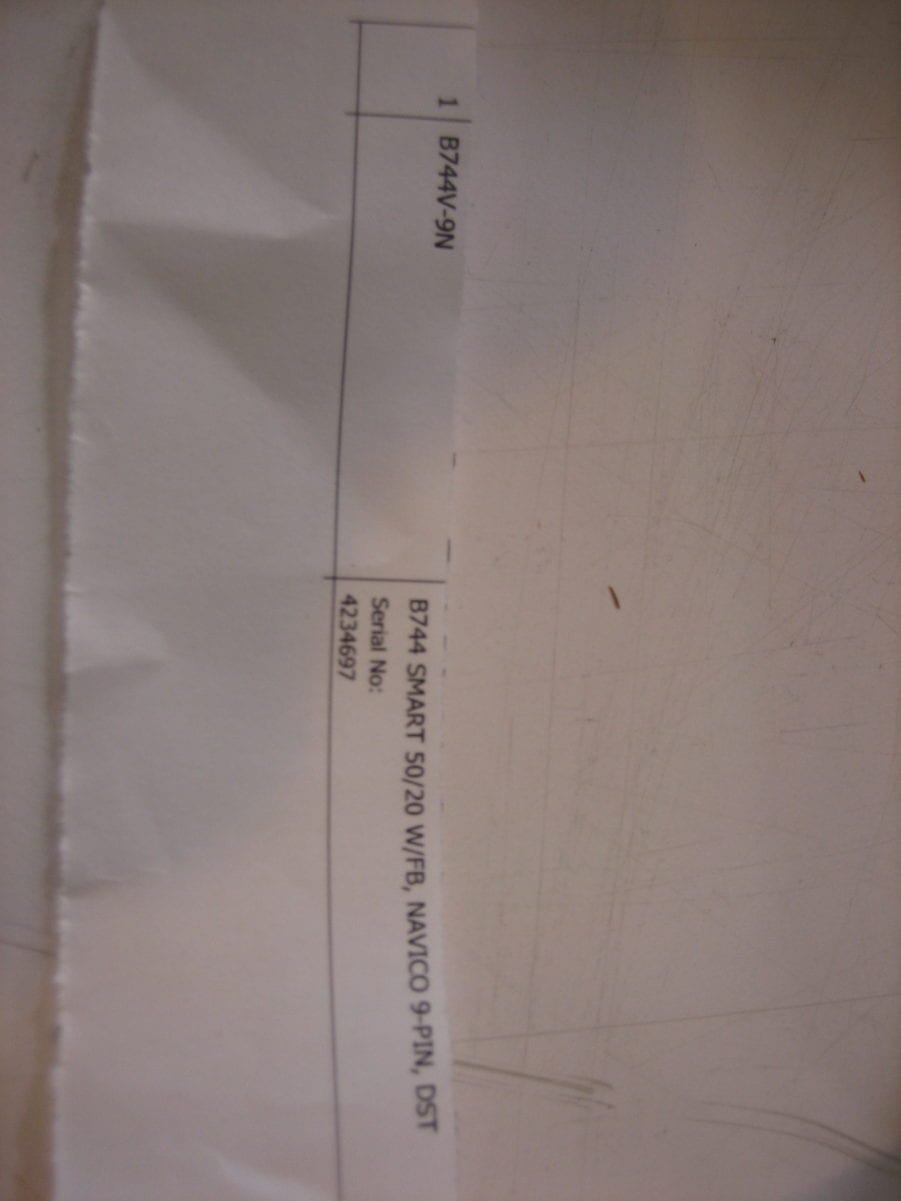 1 B744V-9N
B744 SMART 50/20 W/FB, NAVICO 9-PIN, DST
Serial No:
4234697